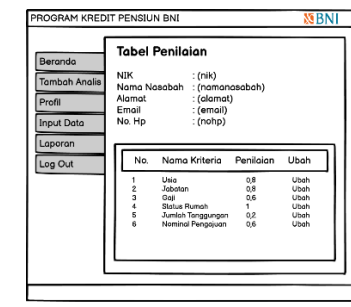 PROGRAM KREDIT PENSIUN BNI
BNI
Beranda
Tambah Analis
Profil
Input Data
Laporan
Log Out
Tabel Penilaian
NIK : (nik)
Nama Nasabah : (namanasabah)
Alamat : (alamat)
Email : (email)
No. Hp : (nohp)
No. Nama Kriteria Penilaian Ubah
1 Usia 0,8 Ubah
2 Jabatan 0,8 Ubah
3 Gaji 0,6 Ubah
4 Status Rumah 1 Ubah
5 Jumlah Tanggungan 0,2 Ubah
6 Nominal Pengajuan 0,6 Ubah